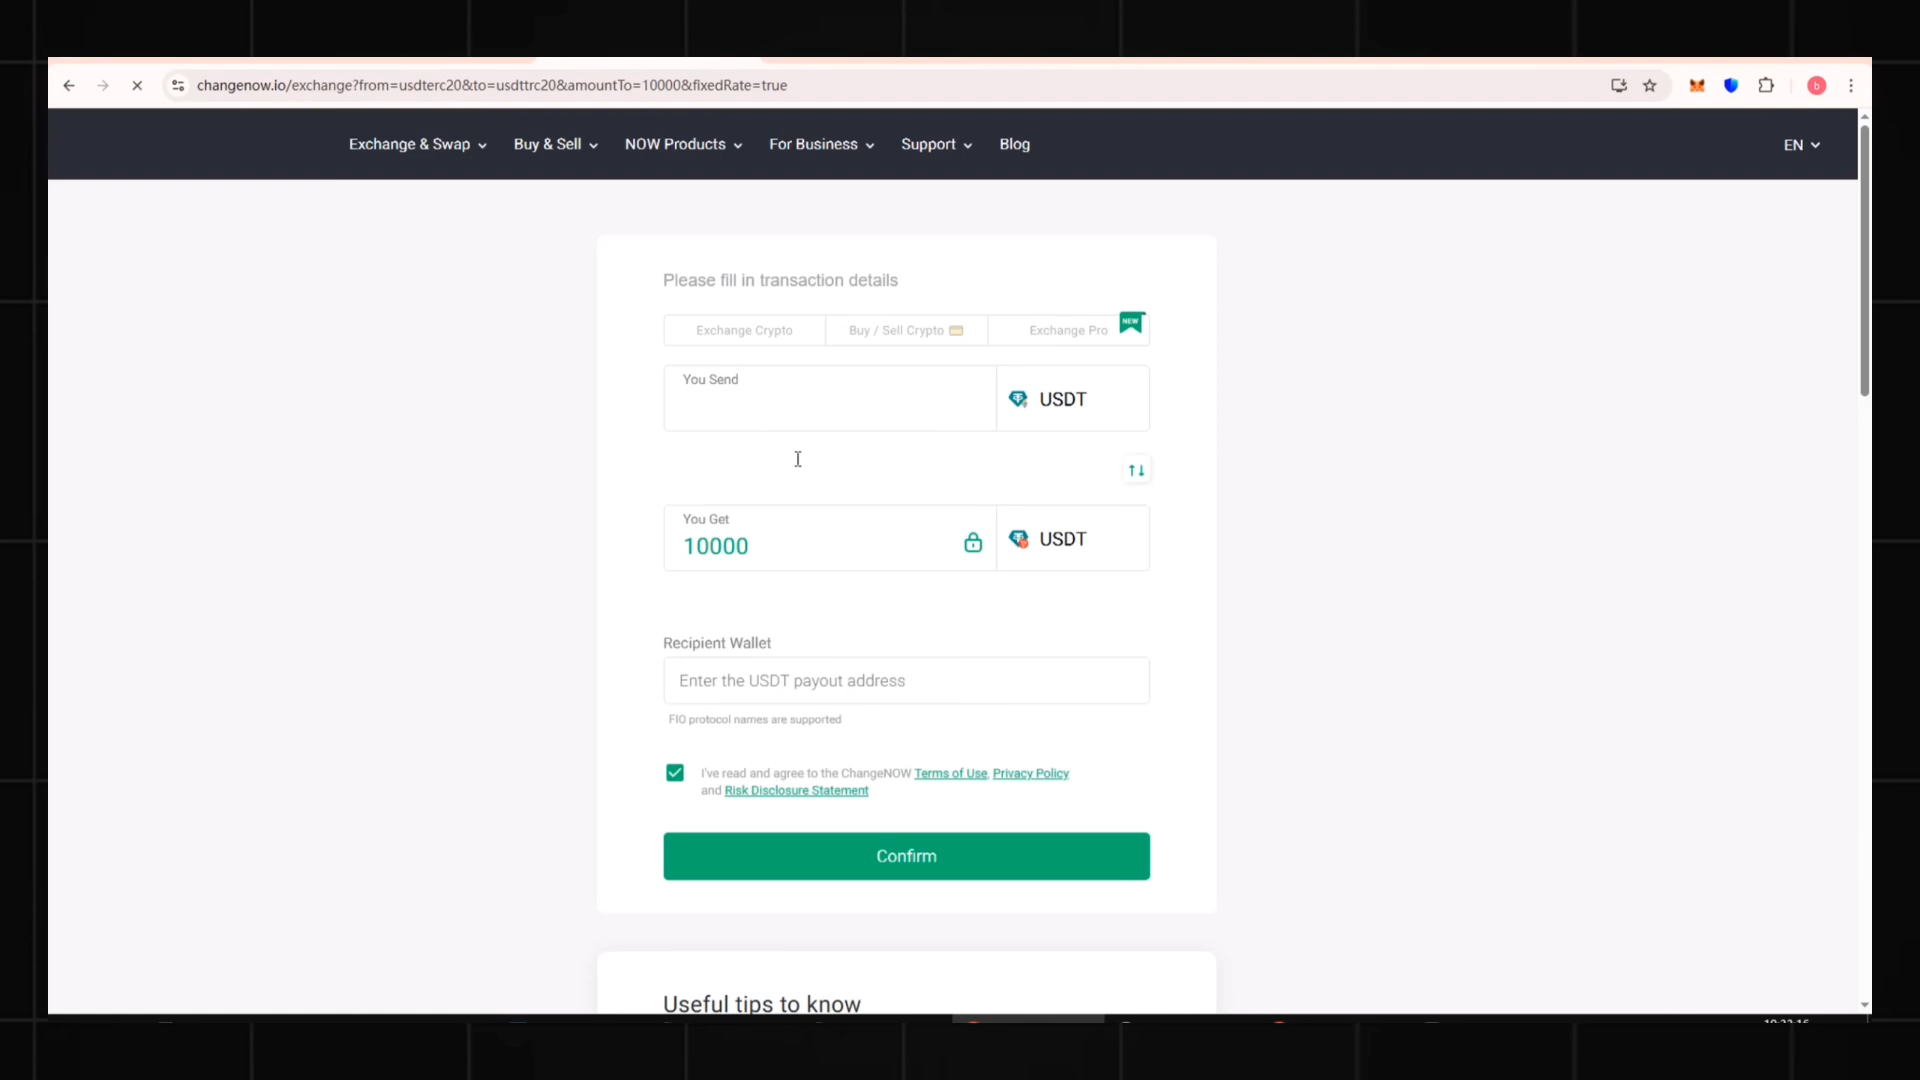 changenow.io/exchange?from=usdterc20&to=usdttrc20&amountTo=10000&fixedRate=true
b
Exchange & Swap
Buy & Sell
NOW Products
For Business
Support
Blog
EN
Please fill in transaction details
Exchange Crypto
Buy / Sell Crypto
Exchange Pro
NEW
You Send
USDT
You Get
10000
USDT
Recipient Wallet
Enter the USDT payout address
FIO protocol names are supported
I've read and agree to the ChangeNOW Terms of Use, Privacy Policy
and Risk Disclosure Statement
Confirm
Useful tips to know